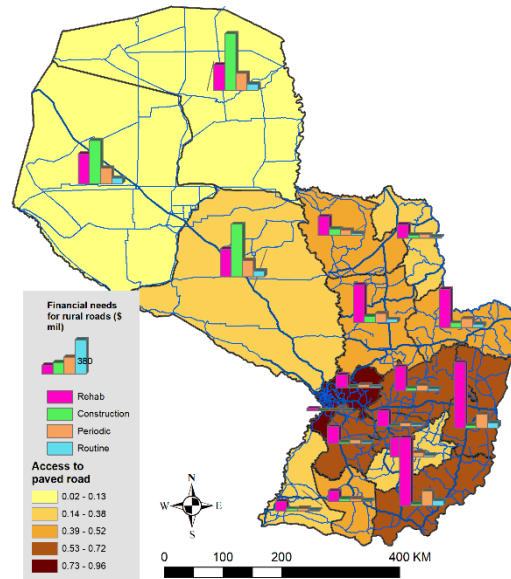 Financial needs
for rural roads ($
mil)
380
Rehab
Construction
Periodic
Routine
Access to
paved road
0.02 - 0.13
0.14 - 0.38
0.39 - 0.52
0.53 - 0.72
0.73 - 0.96
N
W E
S
0 100 200 400 KM